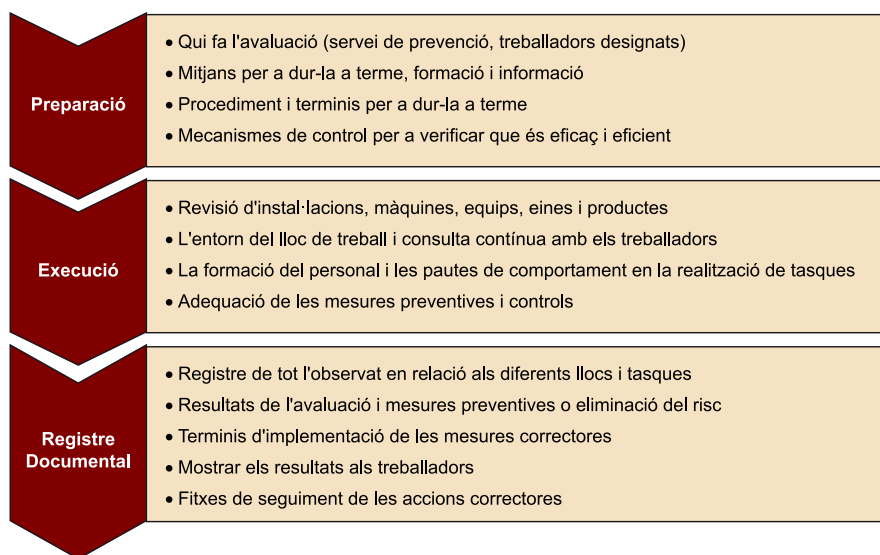 Preparació
• Qui fa l'avaluació (servei de prevenció, treballadors designats)
• Mitjans per a dur-la a terme, formació i informació
• Procediment i terminis per a dur-la a terme
• Mecanismes de control per a verificar que és eficaç i eficient
Execució
• Revisió d'instal·lacions, màquines, equips, eines i productes
• L'entorn del lloc de treball i consulta contínua amb els treballadors
• La formació del personal i les pautes de comportament en la realització de tasques
• Adequació de les mesures preventives i controls
Registre
Documental
• Registre de tot l'observat en relació als diferents llocs i tasques
• Resultats de l'avaluació i mesures preventives o eliminació del risc
• Terminis d'implementació de les mesures correctores
• Mostrar els resultats als treballadors
• Fitxes de seguiment de les accions correctores